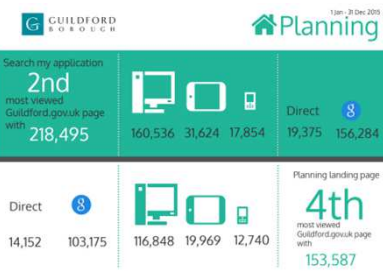 G GUILDFORD
BOROUGH
1 Jan - 31 Dec 2015
Planning
Search my application
2nd
most viewed
Guildford.gov.uk page
with
218,495
160,536 31,624 17,854
Direct 8
19,375 156,284
Direct 8
14,152 103,175
116,848 19,969 12,740
Planning landing page
4th
most viewed
Guildford.gov.uk page
with
153,587